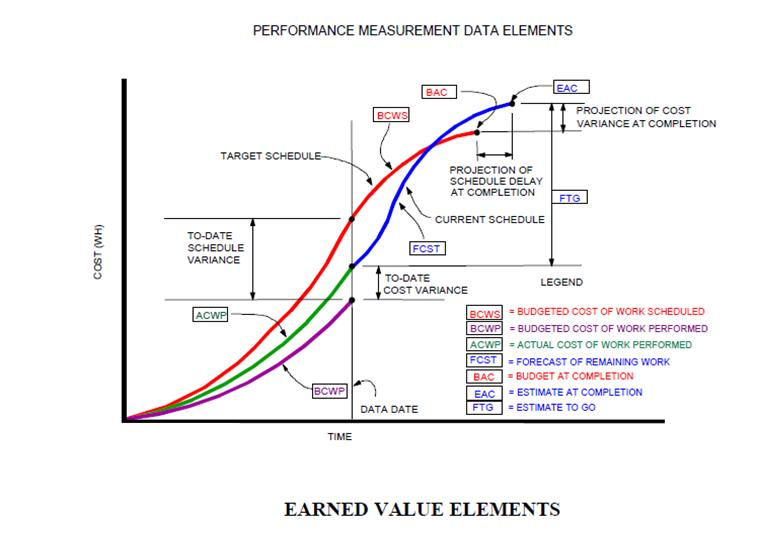 PERFORMANCE MEASUREMENT DATA ELEMENTS
BAC
EAC
BCWS
PROJECTION OF COST
VARIANCE AT COMPLETION
TARGET SCHEDULE
PROJECTION OF
SCHEDULE DELAY
AT COMPLETION
FTG
CURRENT SCHEDULE
TO-DATE
SCHEDULE
VARIANCE
FCST
COST (WH)
TO-DATE
COST VARIANCE
LEGEND
ACWP
BCWS = BUDGETED COST OF WORK SCHEDULED
BCWP = BUDGETED COST OF WORK PERFORMED
ACWP = ACTUAL COST OF WORK PERFORMED
FCST = FORECAST OF REMAINING WORK
BAC = BUDGET AT COMPLETION
EAC = ESTIMATE AT COMPLETION
FTG = ESTIMATE TO GO
BCWP
DATA DATE
TIME
EARNED VALUE ELEMENTS